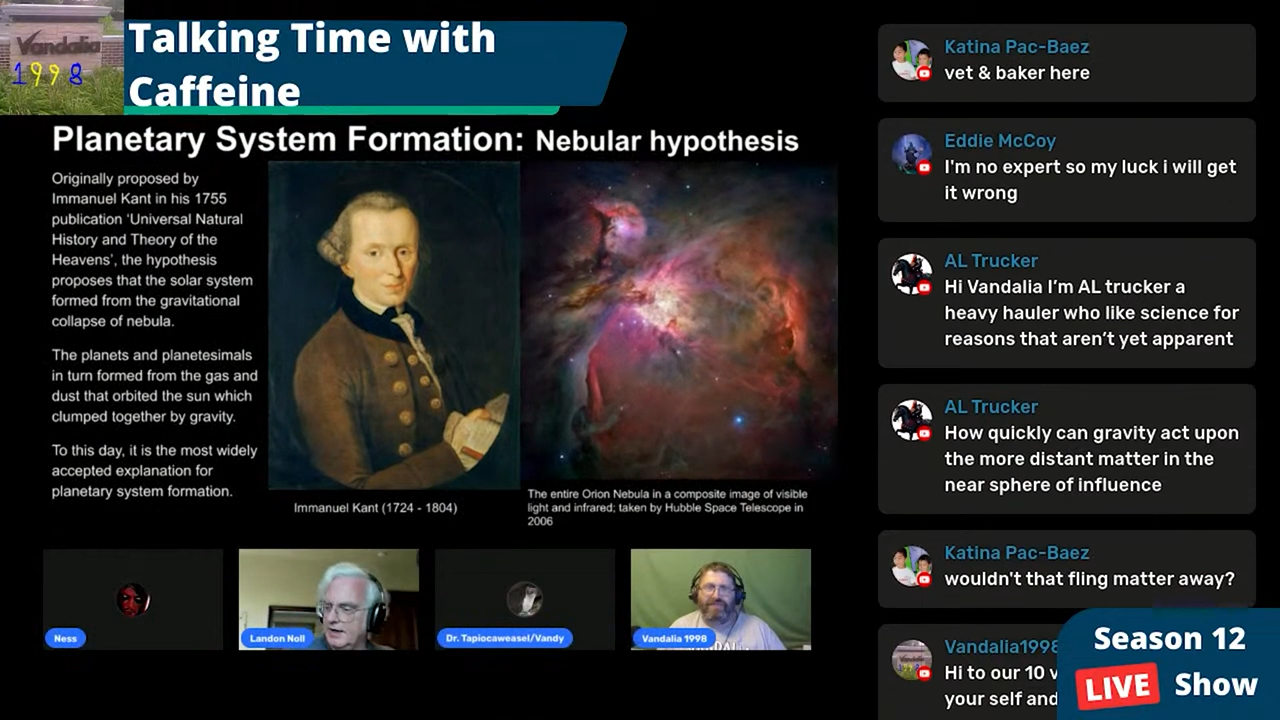 Vandalia
1998
Talking Time with
Caffeine
Planetary System Formation: Nebular hypothesis
Originally proposed by
Immanuel Kant in his 1755
publication ‘Universal Natural
History and Theory of the
Heavens’, the hypothesis
proposes that the solar system
formed from the gravitational
collapse of nebula.
The planets and planetesimals
in turn formed from the gas and
dust that orbited the sun which
clumped together by gravity.
To this day, it is the most widely
accepted explanation for
planetary system formation.
Immanuel Kant (1724 - 1804)
The entire Orion Nebula in a composite image of visible
light and infrared; taken by Hubble Space Telescope in
2006
Ness
Landon Noll
Dr. Tapiocaweasel/Vandy
Vandalia 1998
Katina Pac-Baez
vet & baker here
Eddie McCoy
I'm no expert so my luck i will get
it wrong
AL Trucker
Hi Vandalia I’m AL trucker a
heavy hauler who like science for
reasons that aren’t yet apparent
AL Trucker
How quickly can gravity act upon
the more distant matter in the
near sphere of influence
Katina Pac-Baez
wouldn't that fling matter away?
Vandalia1998
Hi to our 10
your self and
Season 12
LIVE Show